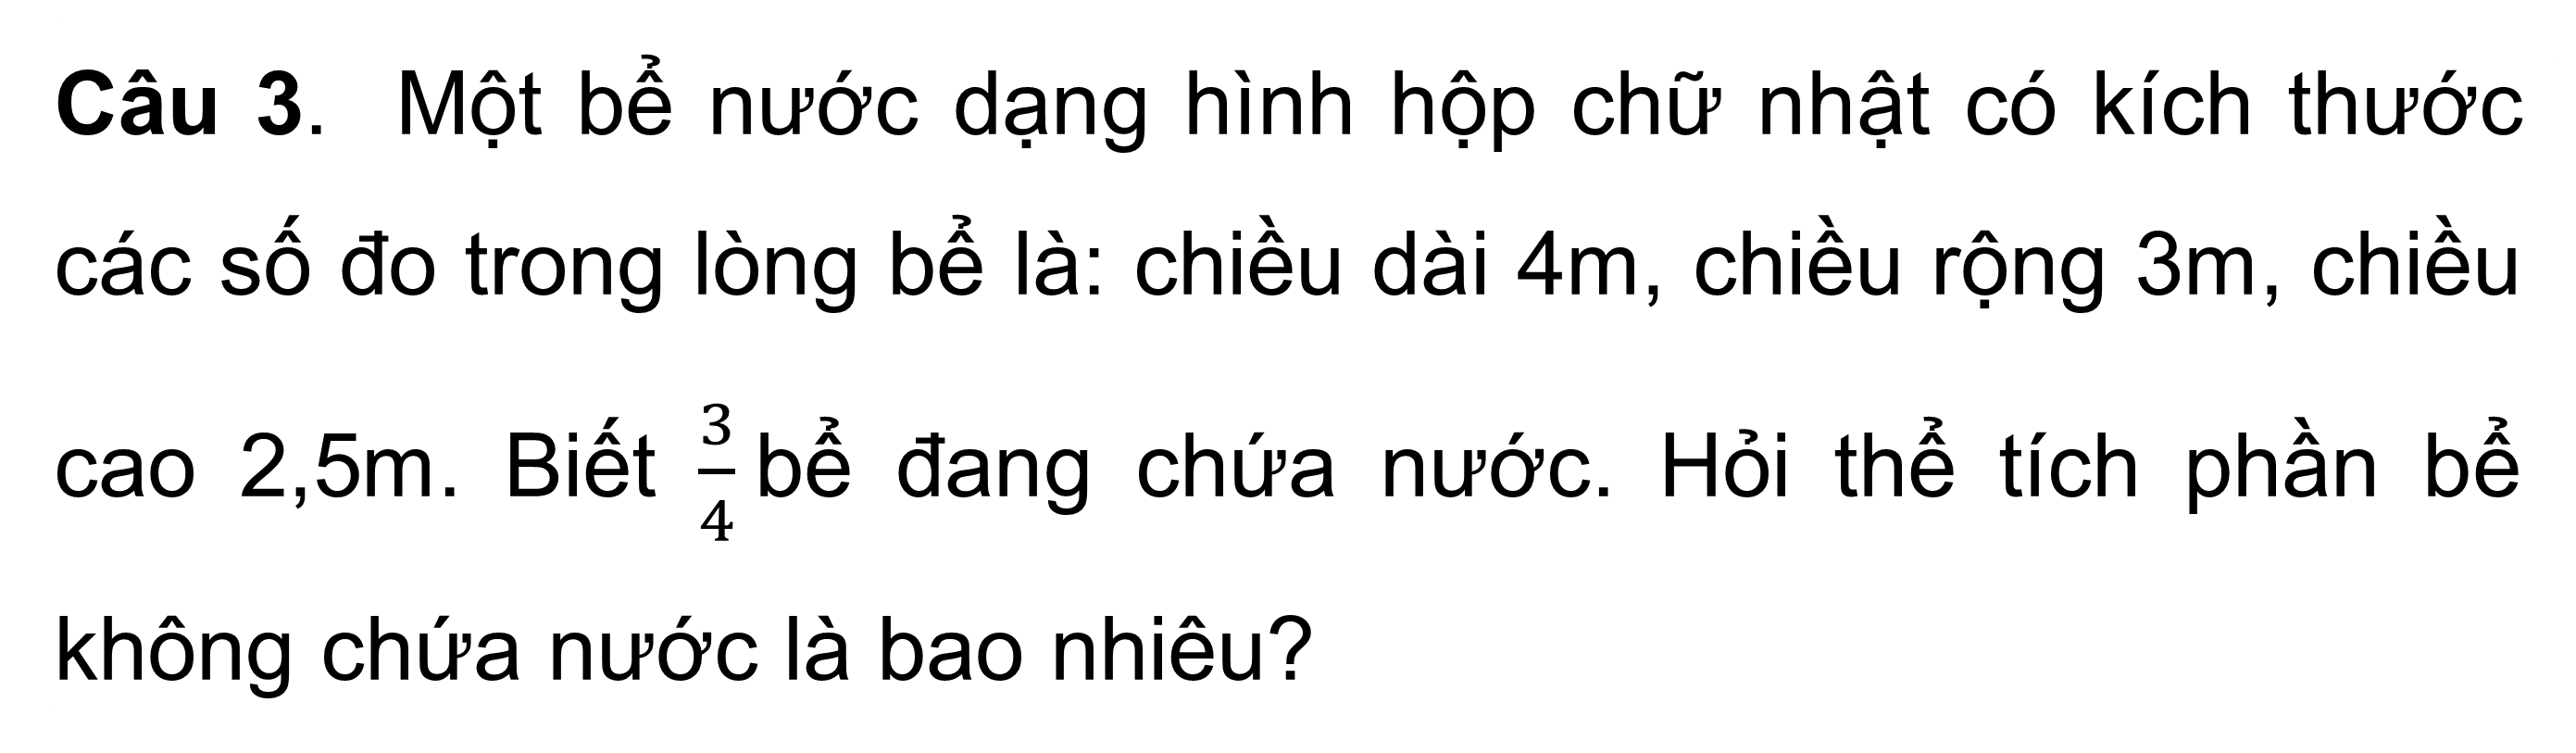 Câu 3. Một bể nước dạng hình hộp chữ nhật có kích thước
các số đo trong lòng bể là: chiều dài 4m, chiều rộng 3m, chiều
cao 2,5m. Biết 3/4 bể đang chứa nước. Hỏi thể tích phần bể
không chứa nước là bao nhiêu?